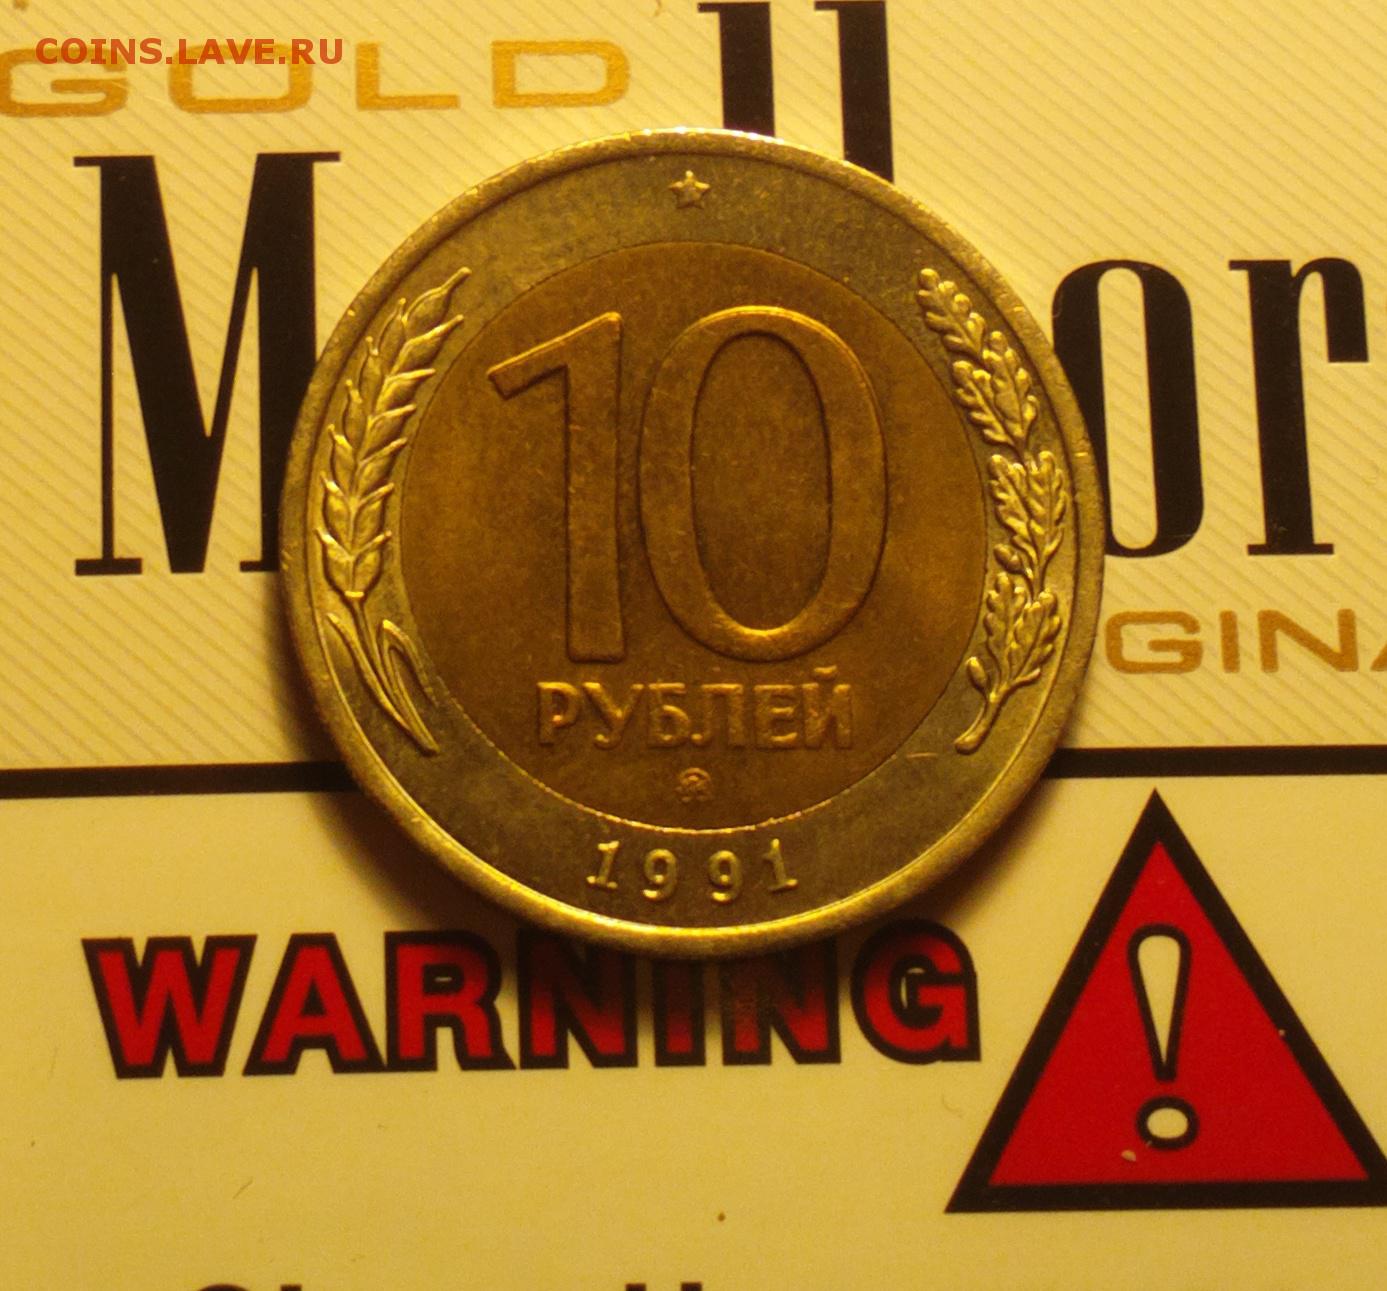 COINS.LAVE.RU
GOLD
M or
GINA
10
РУБЛЕЙ
1991
WARNING